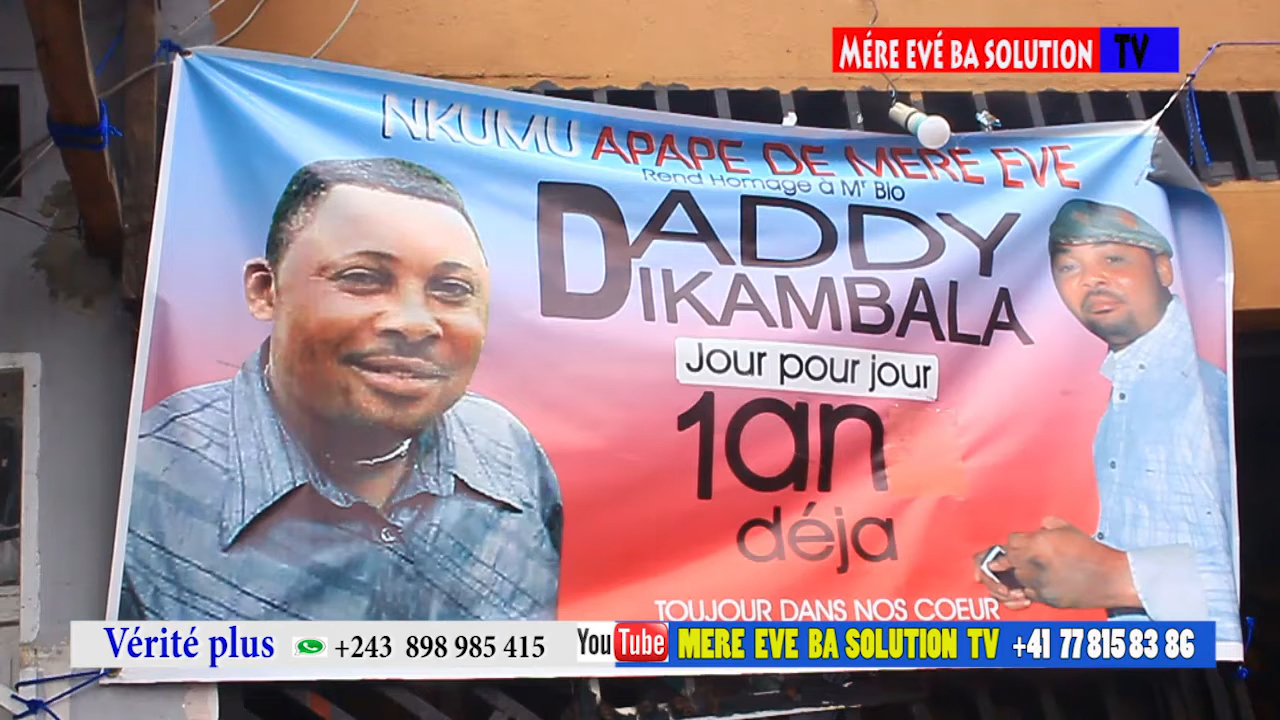 MÉRE EVÉ BA SOLUTION TV
NKUMU APAPE DE MERE EVE
Rend Homage à Mr Blo
DADDY
DIKAMBALA
Jour pour jour
1an
déja
TOUJOUR DANS NOS COEUR
Vérité plus +243 898 985 415 YouTube MERE EVE BA SOLUTION TV +41 77 815 83 86